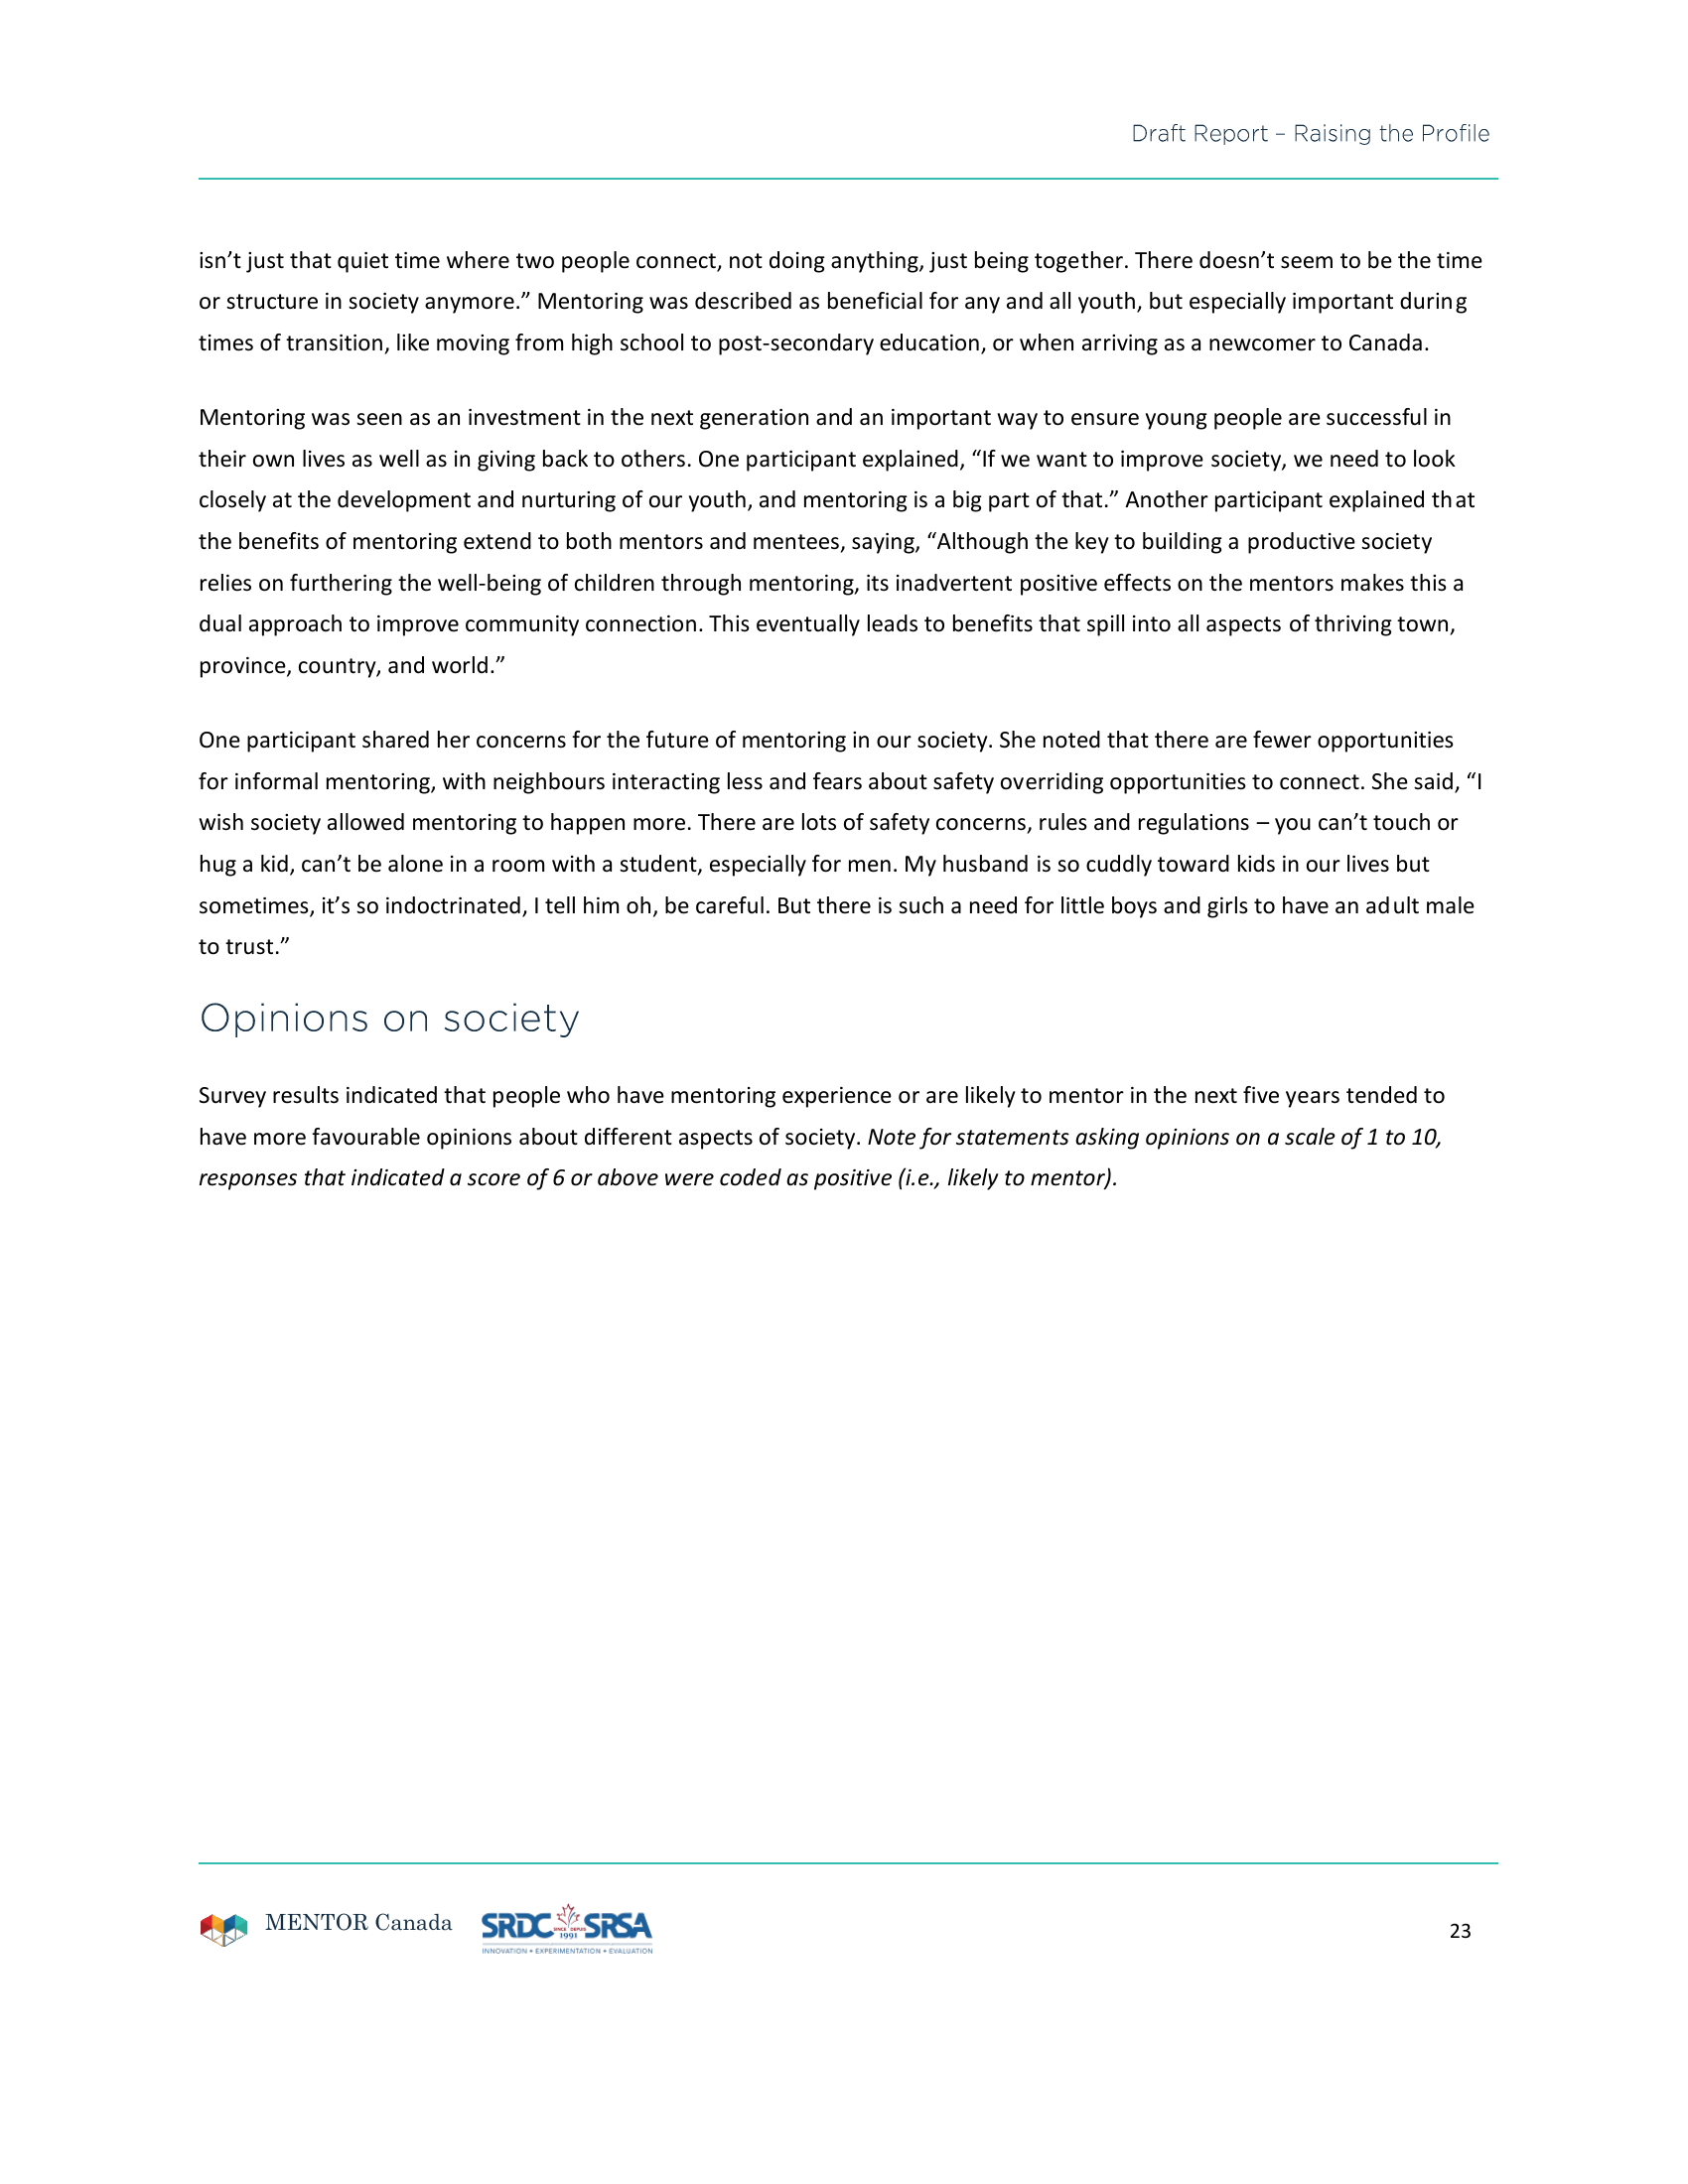 Draft Report – Raising the Profile
isn’t just that quiet time where two people connect, not doing anything, just being together. There doesn’t seem to be the time
or structure in society anymore.” Mentoring was described as beneficial for any and all youth, but especially important during
times of transition, like moving from high school to post-secondary education, or when arriving as a newcomer to Canada.
Mentoring was seen as an investment in the next generation and an important way to ensure young people are successful in
their own lives as well as in giving back to others. One participant explained, “If we want to improve society, we need to look
closely at the development and nurturing of our youth, and mentoring is a big part of that.” Another participant explained that
the benefits of mentoring extend to both mentors and mentees, saying, “Although the key to building a productive society
relies on furthering the well-being of children through mentoring, its inadvertent positive effects on the mentors makes this a
dual approach to improve community connection. This eventually leads to benefits that spill into all aspects of thriving town,
province, country, and world.”
One participant shared her concerns for the future of mentoring in our society. She noted that there are fewer opportunities
for informal mentoring, with neighbours interacting less and fears about safety overriding opportunities to connect. She said, “I
wish society allowed mentoring to happen more. There are lots of safety concerns, rules and regulations – you can’t touch or
hug a kid, can’t be alone in a room with a student, especially for men. My husband is so cuddly toward kids in our lives but
sometimes, it’s so indoctrinated, I tell him oh, be careful. But there is such a need for little boys and girls to have an adult male
to trust.”
Opinions on society
Survey results indicated that people who have mentoring experience or are likely to mentor in the next five years tended to
have more favourable opinions about different aspects of society. Note for statements asking opinions on a scale of 1 to 10,
responses that indicated a score of 6 or above were coded as positive (i.e., likely to mentor).
MENTOR Canada
SRDC SINCE DEPUIS 1991 SRSA
INNOVATION • EXPERIMENTATION • EVALUATION
23